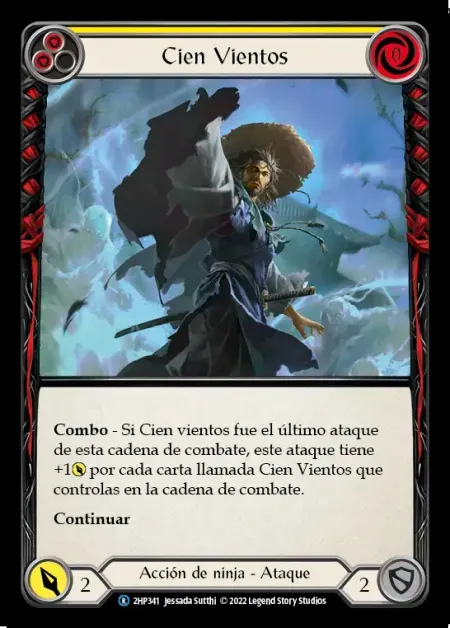 Cien Vientos
0
Combo - Si Cien vientos fue el último ataque
de esta cadena de combate, este ataque tiene
+1 por cada carta llamada Cien Vientos que
controlas en la cadena de combate.
Continuar
2
Acción de ninja - Ataque
2
R 2HP341 Jessada Sutthi © 2022 Legend Story Studios